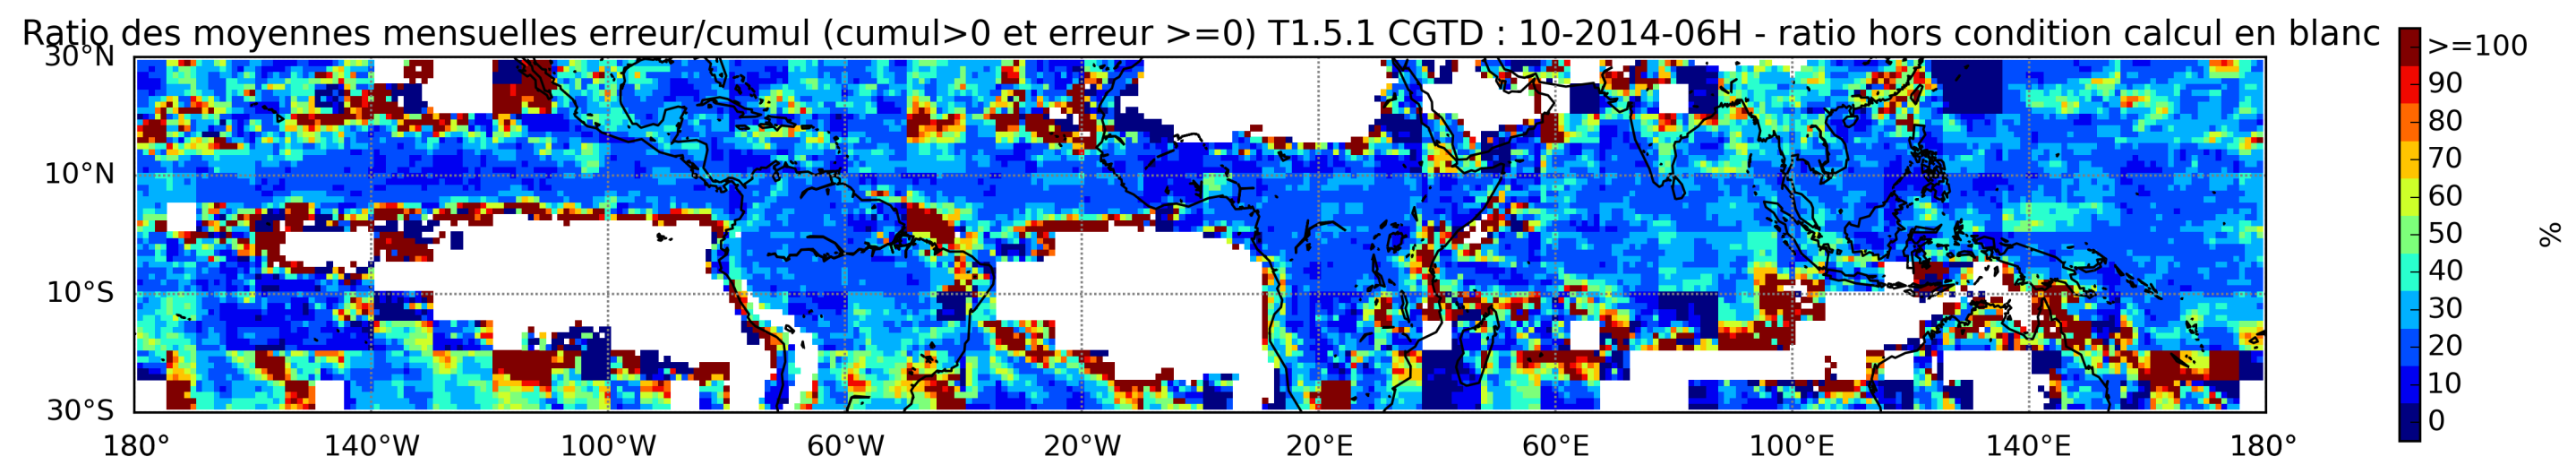 Ratio des moyennes mensuelles erreur/cumul (cumul>0 et erreur >=0) T1.5.1 CGTD : 10-2014-06H - ratio hors condition calcul en blanc
30°N
10°N
10°S
30°S
180°
140°W
100°W
60°W
20°W
20°E
60°E
100°E
140°E
180°
>=100
90
80
70
60
50
40
30
20
10
0
%